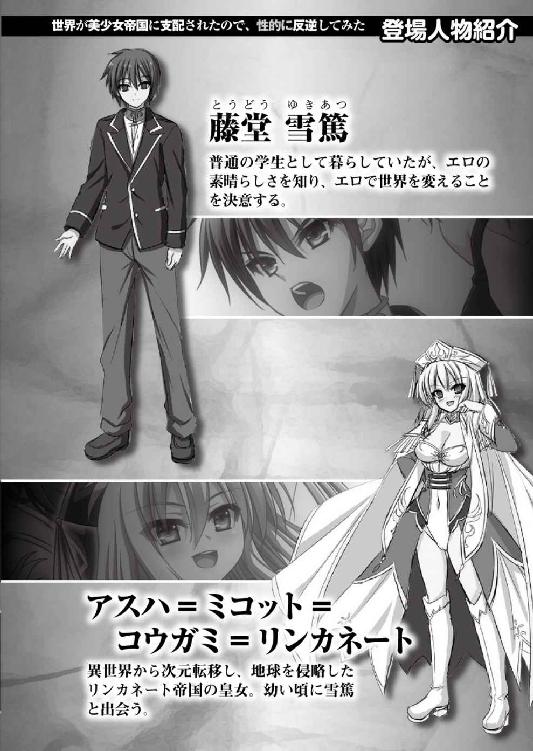 世界が美少女帝国に支配されたので、性的に反逆してみた 登場人物紹介
とうどう ゆきあつ
藤堂 雪篤
普通の学生として暮らしていたが、エロの
素晴らしさを知り、エロで世界を変えること
を決意する。
アスハ＝ミコット＝
コウガミ＝リンカネート
異世界から次元転移し、地球を侵略した
リンカネート帝国の皇女。幼い頃に雪篤
と出会う。